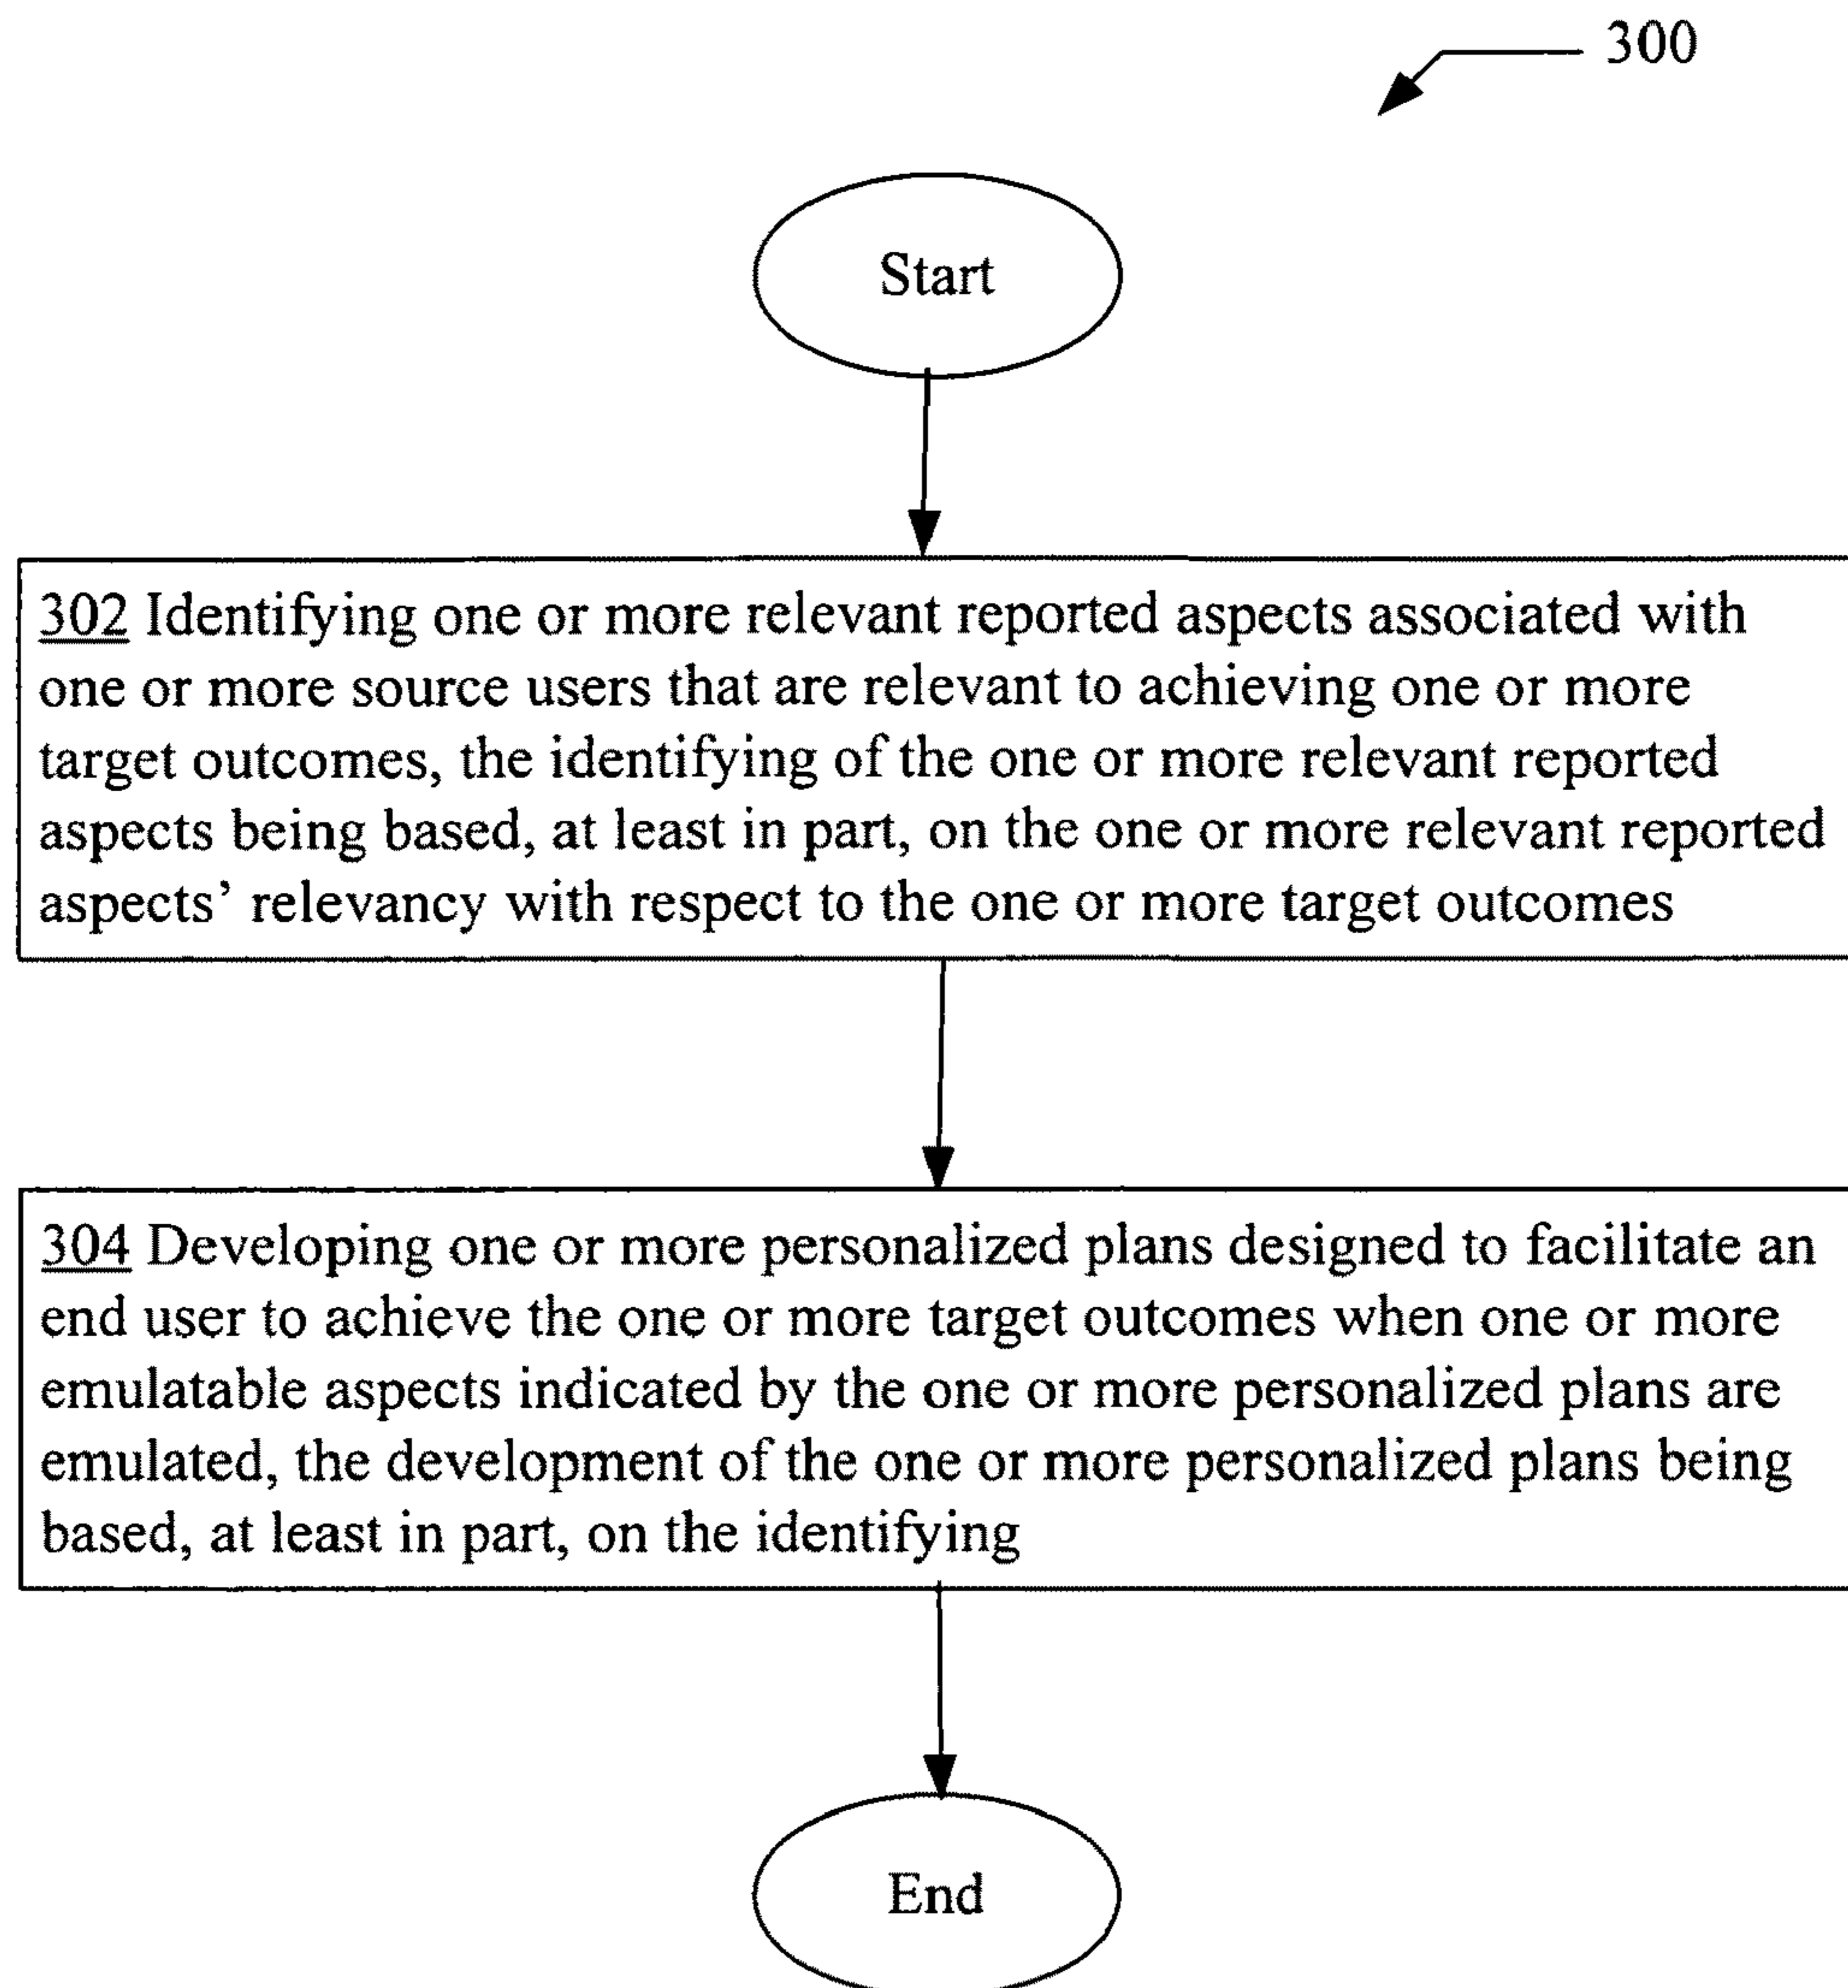 300
Start
302 Identifying one or more relevant reported aspects associated with
one or more source users that are relevant to achieving one or more
target outcomes, the identifying of the one or more relevant reported
aspects being based, at least in part, on the one or more relevant reported
aspects’ relevancy with respect to the one or more target outcomes
304 Developing one or more personalized plans designed to facilitate an
end user to achieve the one or more target outcomes when one or more
emulatable aspects indicated by the one or more personalized plans are
emulated, the development of the one or more personalized plans being
based, at least in part, on the identifying
End